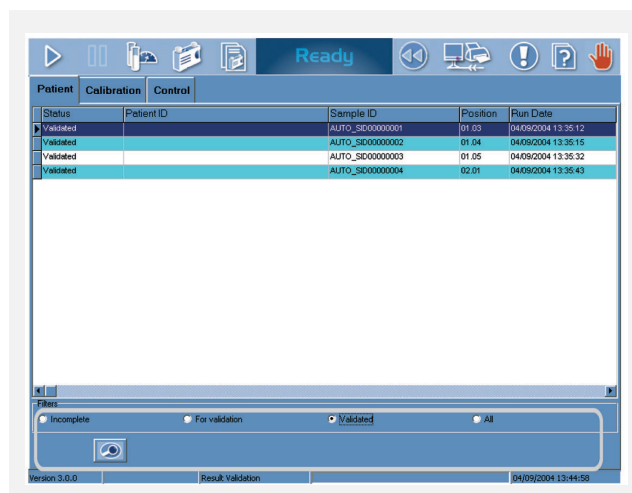 Ready
Patient Calibration Control
Status Patient ID Sample ID Position Run Date
Validated AUTO_SID00000001 01.03 04/09/2004 13:35:12
Validated AUTO_SID00000002 01.04 04/09/2004 13:35:15
Validated AUTO_SID00000003 01.05 04/09/2004 13:35:32
Validated AUTO_SID00000004 02.01 04/09/2004 13:35:43
Filters
Incomplete For validation Validated All
Version 3.0.0 Result Validation 04/09/2004 13:44:58